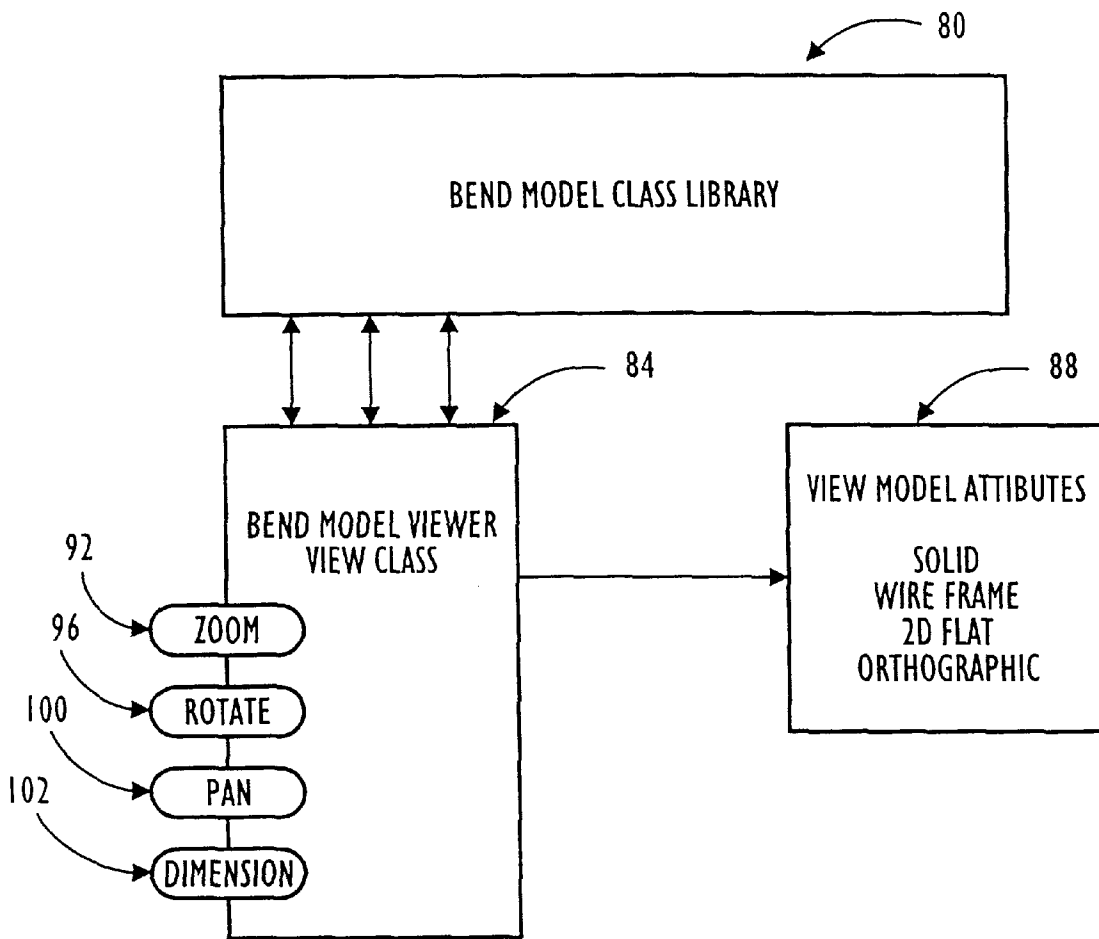 80
BEND MODEL CLASS LIBRARY
84
88
BEND MODEL VIEWER
VIEW CLASS
VIEW MODEL ATTIBUTES
SOLID
WIRE FRAME
2D FLAT
ORTHOGRAPHIC
92
ZOOM
96
ROTATE
100
PAN
102
DIMENSION